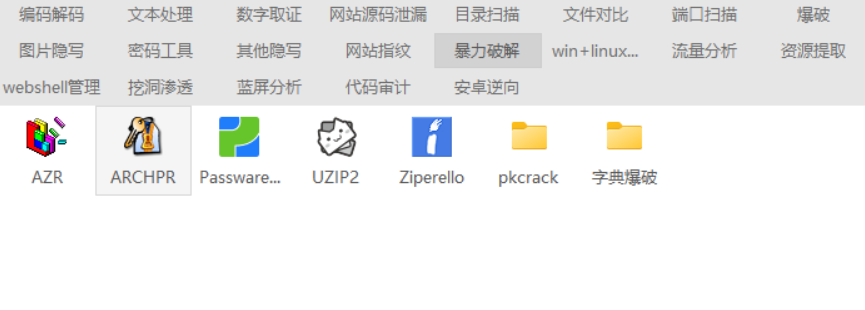 编码解码 文本处理 数字取证 网站源码泄漏 目录扫描 文件对比 端口扫描 爆破
图片隐写 密码工具 其他隐写 网站指纹 暴力破解 win+linux... 流量分析 资源提取
webshell管理 挖洞渗透 蓝屏分析 代码审计 安卓逆向
AZR ARCHPR Passware... UZIP2 Ziperello pkcrack 字典爆破